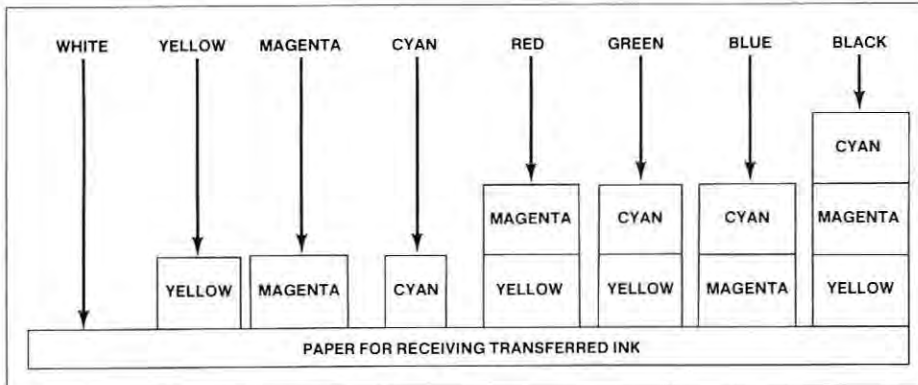 WHITE YELLOW MAGENTA CYAN RED GREEN BLUE BLACK
CYAN
MAGENTA CYAN CYAN MAGENTA
YELLOW MAGENTA CYAN YELLOW YELLOW MAGENTA YELLOW
PAPER FOR RECEIVING TRANSFERRED INK